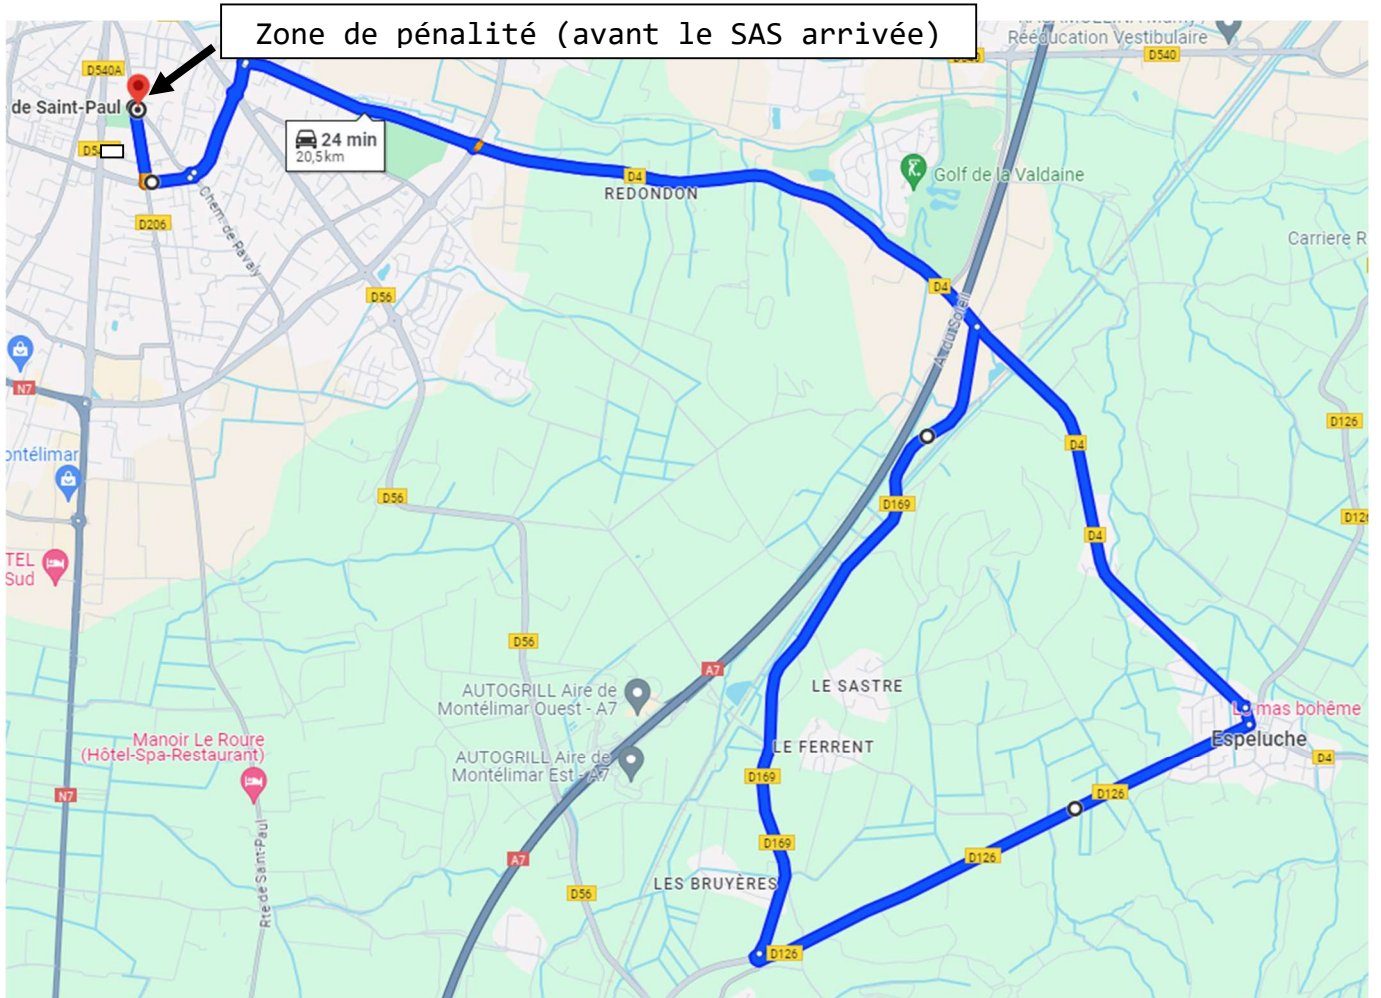 Zone de pénalité (avant le SAS arrivée)
Rééducation Vestibulaire
D540
D540A
de Saint-Paul
24 min
20,5 km
D4
REDONDON
Golf de la Valdaine
D206
Chem. de Ravaly
Carriere R
D56
D4
A7 (du Soleil
N7
D126
D4
ontélimar
D56
D169
D126
D4
TEL
Sud
D56
A7
LE SASTRE
AUTOGRILL Aire de
Montélimar Ouest - A7
mas bohême
Espeluche
Manoir Le Roure
(Hôtel-Spa-Restaurant)
LE FERRENT
AUTOGRILL Aire de
Montélimar Est - A7
D4
D169
N7
D126
D169
A7
D126
Rte de Saint-Paul
LES BRUYÈRES
D56
D126